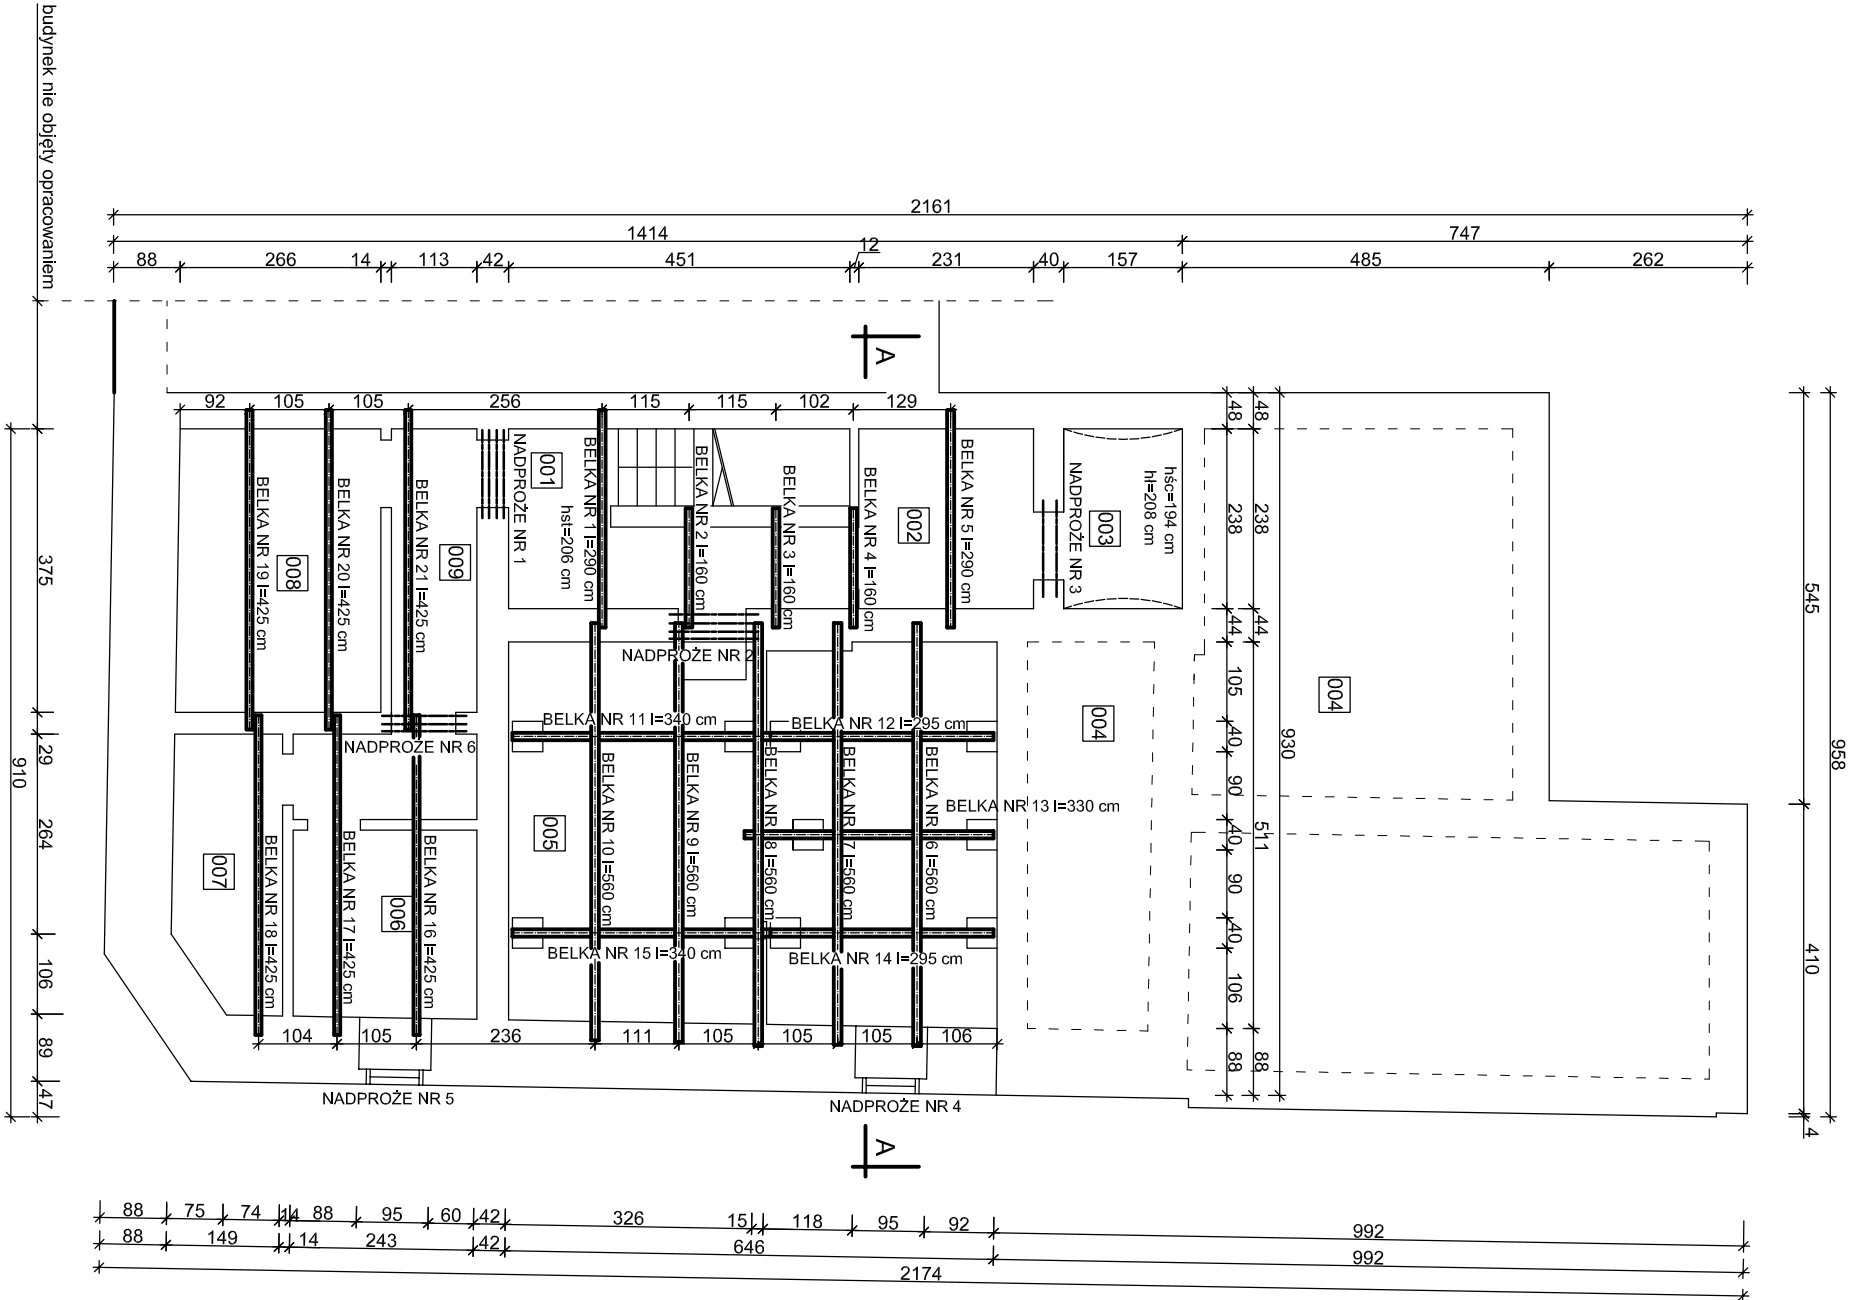 budynek nie objęty opracowaniem
2161
1414
747
88
266
14
113
42
451
12
231
40
157
485
262
A
92
105
105
256
115
115
102
129
BELKA NR 19 l=425 cm
008
BELKA NR 20 l=425 cm
BELKA NR 21 l=425 cm
009
NADPROŻE NR 1
001
hst=206 cm
BELKA NR 1 l=290 cm
BELKA NR 2 l=160 cm
BELKA NR 3 l=160 cm
BELKA NR 4 l=160 cm
002
BELKA NR 5 l=290 cm
NADPROŻE NR 3
003
hśc=194 cm
hł=208 cm
48
238
44
105
40
90
40
90
40
106
88
48
238
44
511
88
930
004
004
545
410
4
958
375
29
264
106
89
47
910
NADPROŻE NR 2
NADPROŻE NR 6
BELKA NR 11 l=340 cm
BELKA NR 12 l=295 cm
BELKA NR 13 l=330 cm
BELKA NR 10 l=560 cm
BELKA NR 9 l=560 cm
BELKA NR 8 l=560 cm
BELKA NR 7 l=560 cm
BELKA NR 6 l=560 cm
005
007
BELKA NR 18 l=425 cm
BELKA NR 17 l=425 cm
006
BELKA NR 16 l=425 cm
BELKA NR 15 l=340 cm
BELKA NR 14 l=295 cm
104
105
236
111
105
105
105
106
NADPROŻE NR 5
NADPROŻE NR 4
A
88
75
74
14
88
95
60
42
326
15
118
95
92
992
88
149
14
243
42
646
992
2174